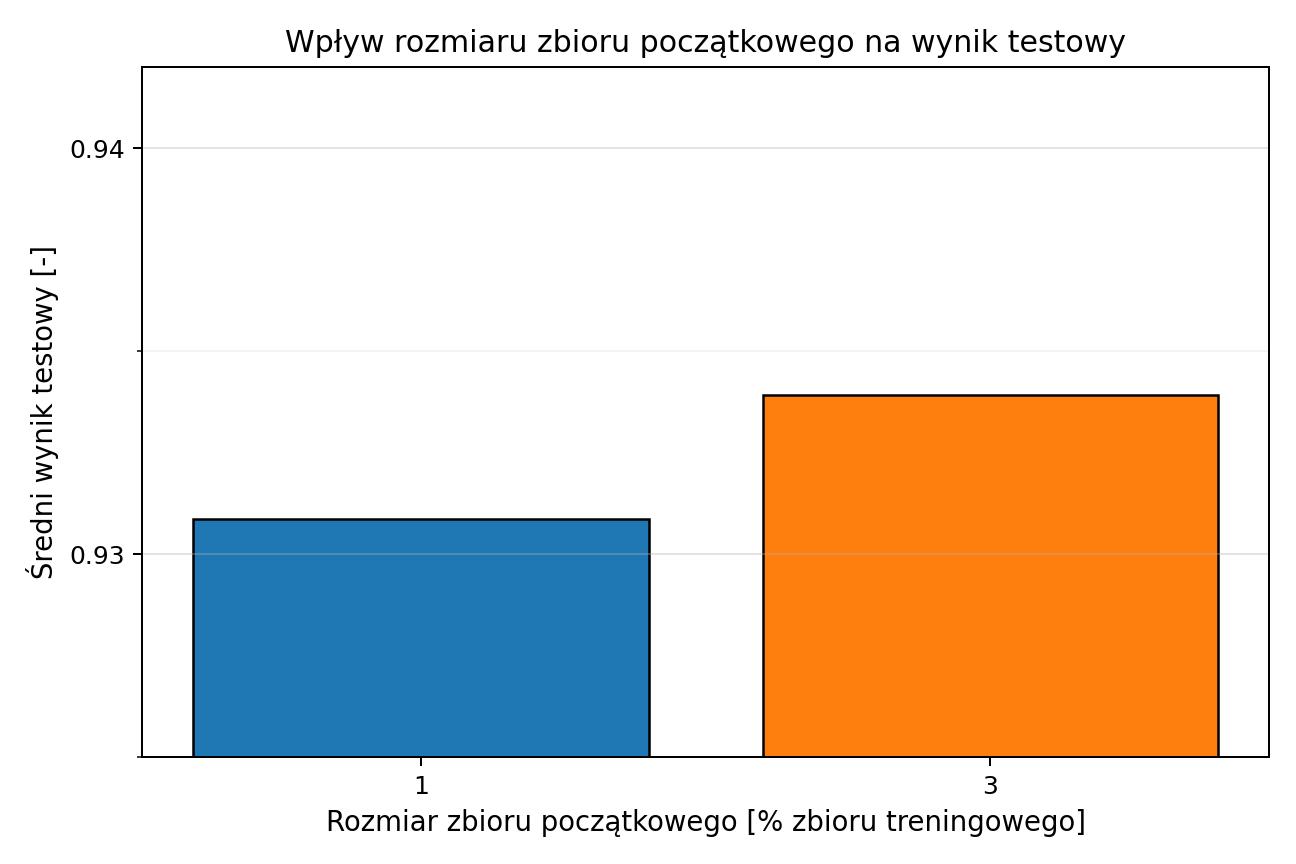 Wpływ rozmiaru zbioru początkowego na wynik testowy
0.94
0.93
Średni wynik testowy [-]
1
3
Rozmiar zbioru początkowego [% zbioru treningowego]